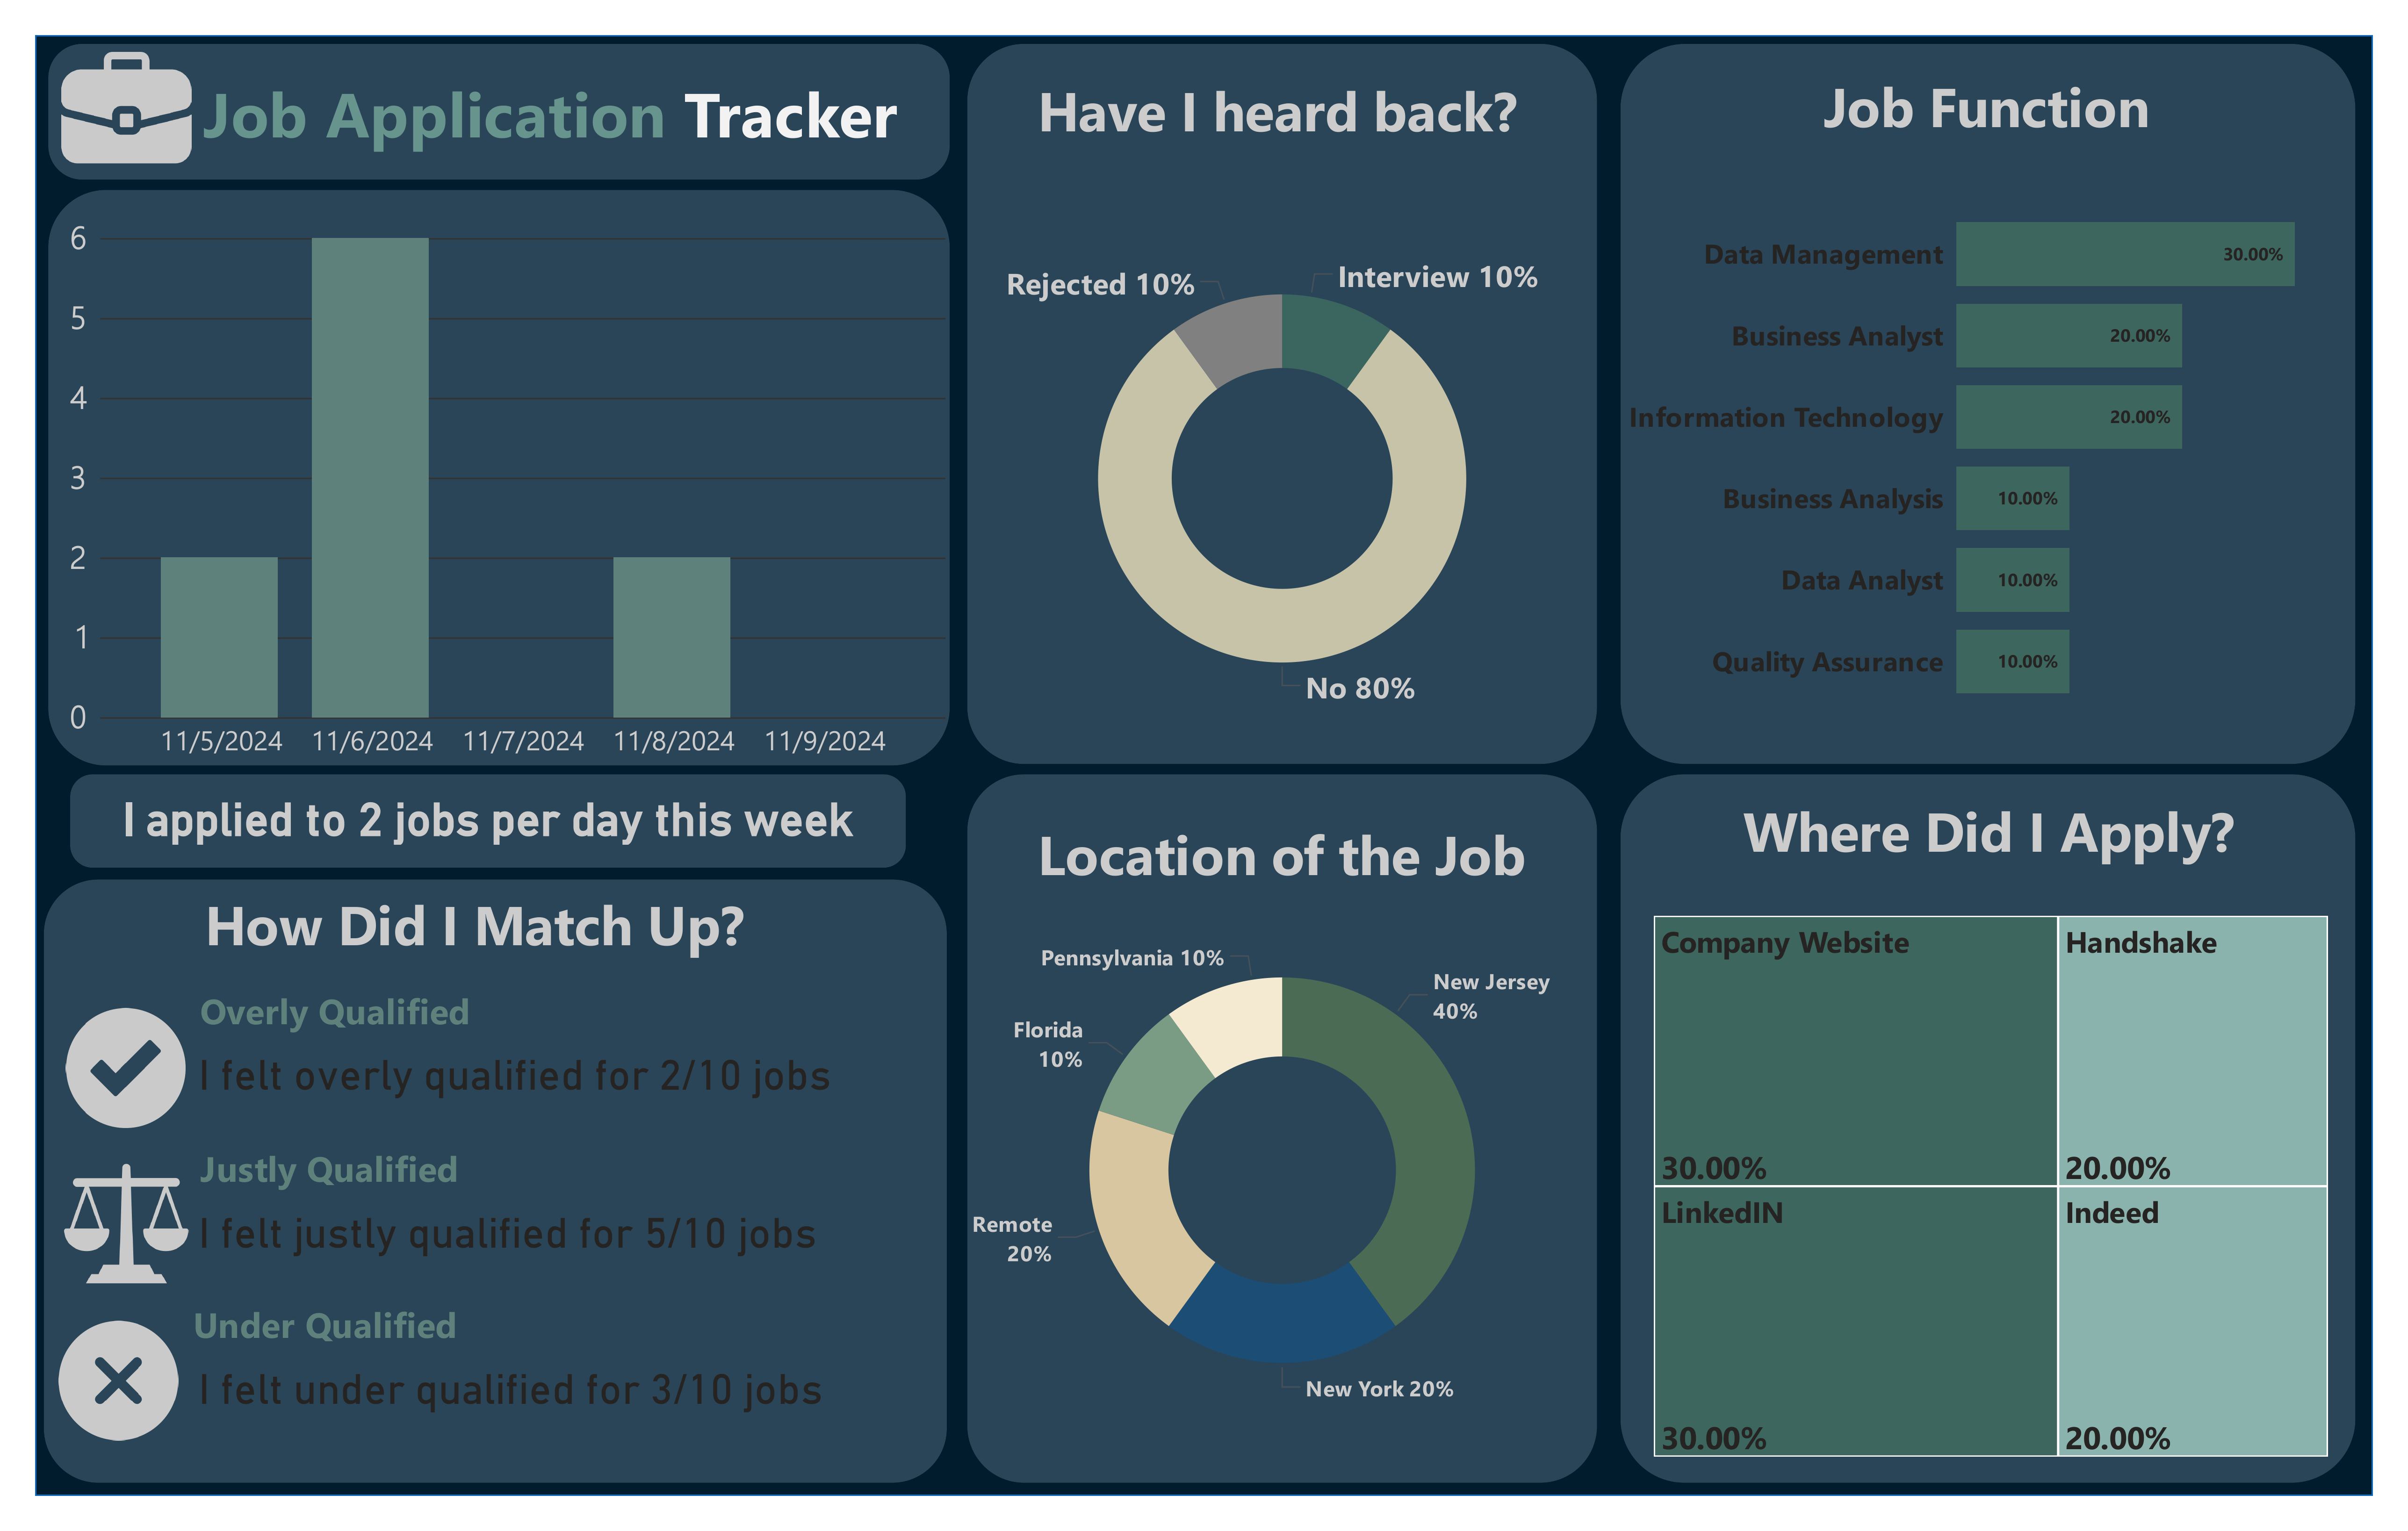 Job Application Tracker
6
5
4
3
2
1
0
11/5/2024 11/6/2024 11/7/2024 11/8/2024 11/9/2024
I applied to 2 jobs per day this week
How Did I Match Up?
Overly Qualified
I felt overly qualified for 2/10 jobs
Justly Qualified
I felt justly qualified for 5/10 jobs
Under Qualified
I felt under qualified for 3/10 jobs
Have I heard back?
Rejected 10%
Interview 10%
No 80%
Location of the Job
Pennsylvania 10%
New Jersey
40%
Florida
10%
Remote
20%
New York 20%
Job Function
Data Management 30.00%
Business Analyst 20.00%
Information Technology 20.00%
Business Analysis 10.00%
Data Analyst 10.00%
Quality Assurance 10.00%
Where Did I Apply?
Company Website
30.00%
Handshake
20.00%
LinkedIN
30.00%
Indeed
20.00%